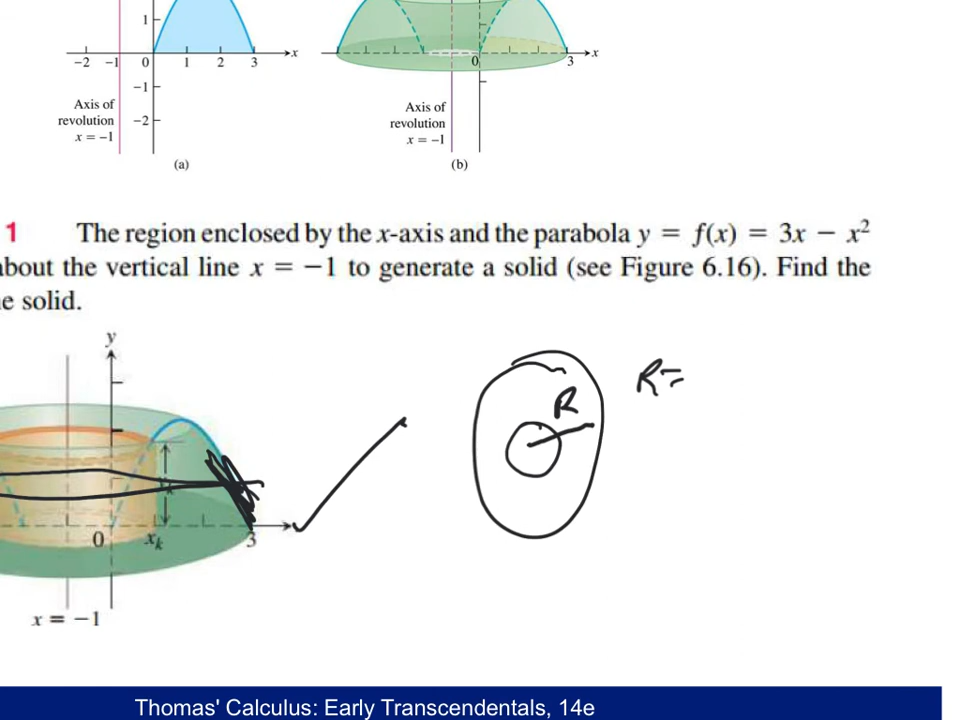 1
x
x
-2 -1 0 1 2 3
0 3
-1
Axis of
revolution
x = -1
-2
Axis of
revolution
x = -1
(a)
(b)
1 The region enclosed by the x-axis and the parabola y = f(x) = 3x − x²
about the vertical line x = −1 to generate a solid (see Figure 6.16). Find the
e solid.
y
R
R=
0 xₖ 3
x = −1
Thomas' Calculus: Early Transcendentals, 14e